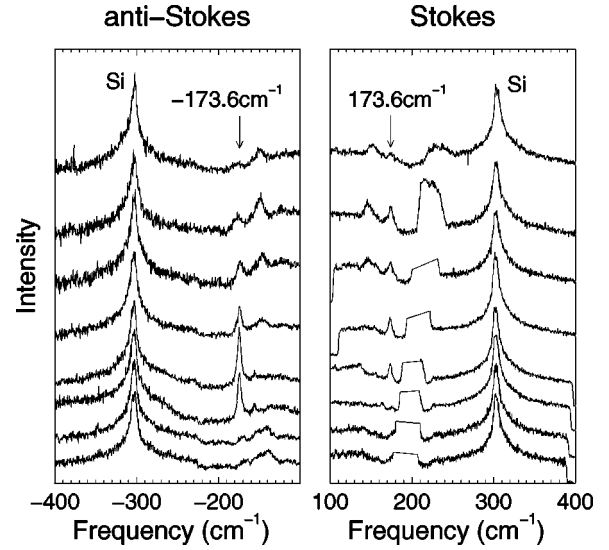 anti−Stokes
Stokes
Si
−173.6cm⁻¹
173.6cm⁻¹
Si
Intensity
−400 −300 −200
100 200 300 400
Frequency (cm⁻¹)
Frequency (cm⁻¹)